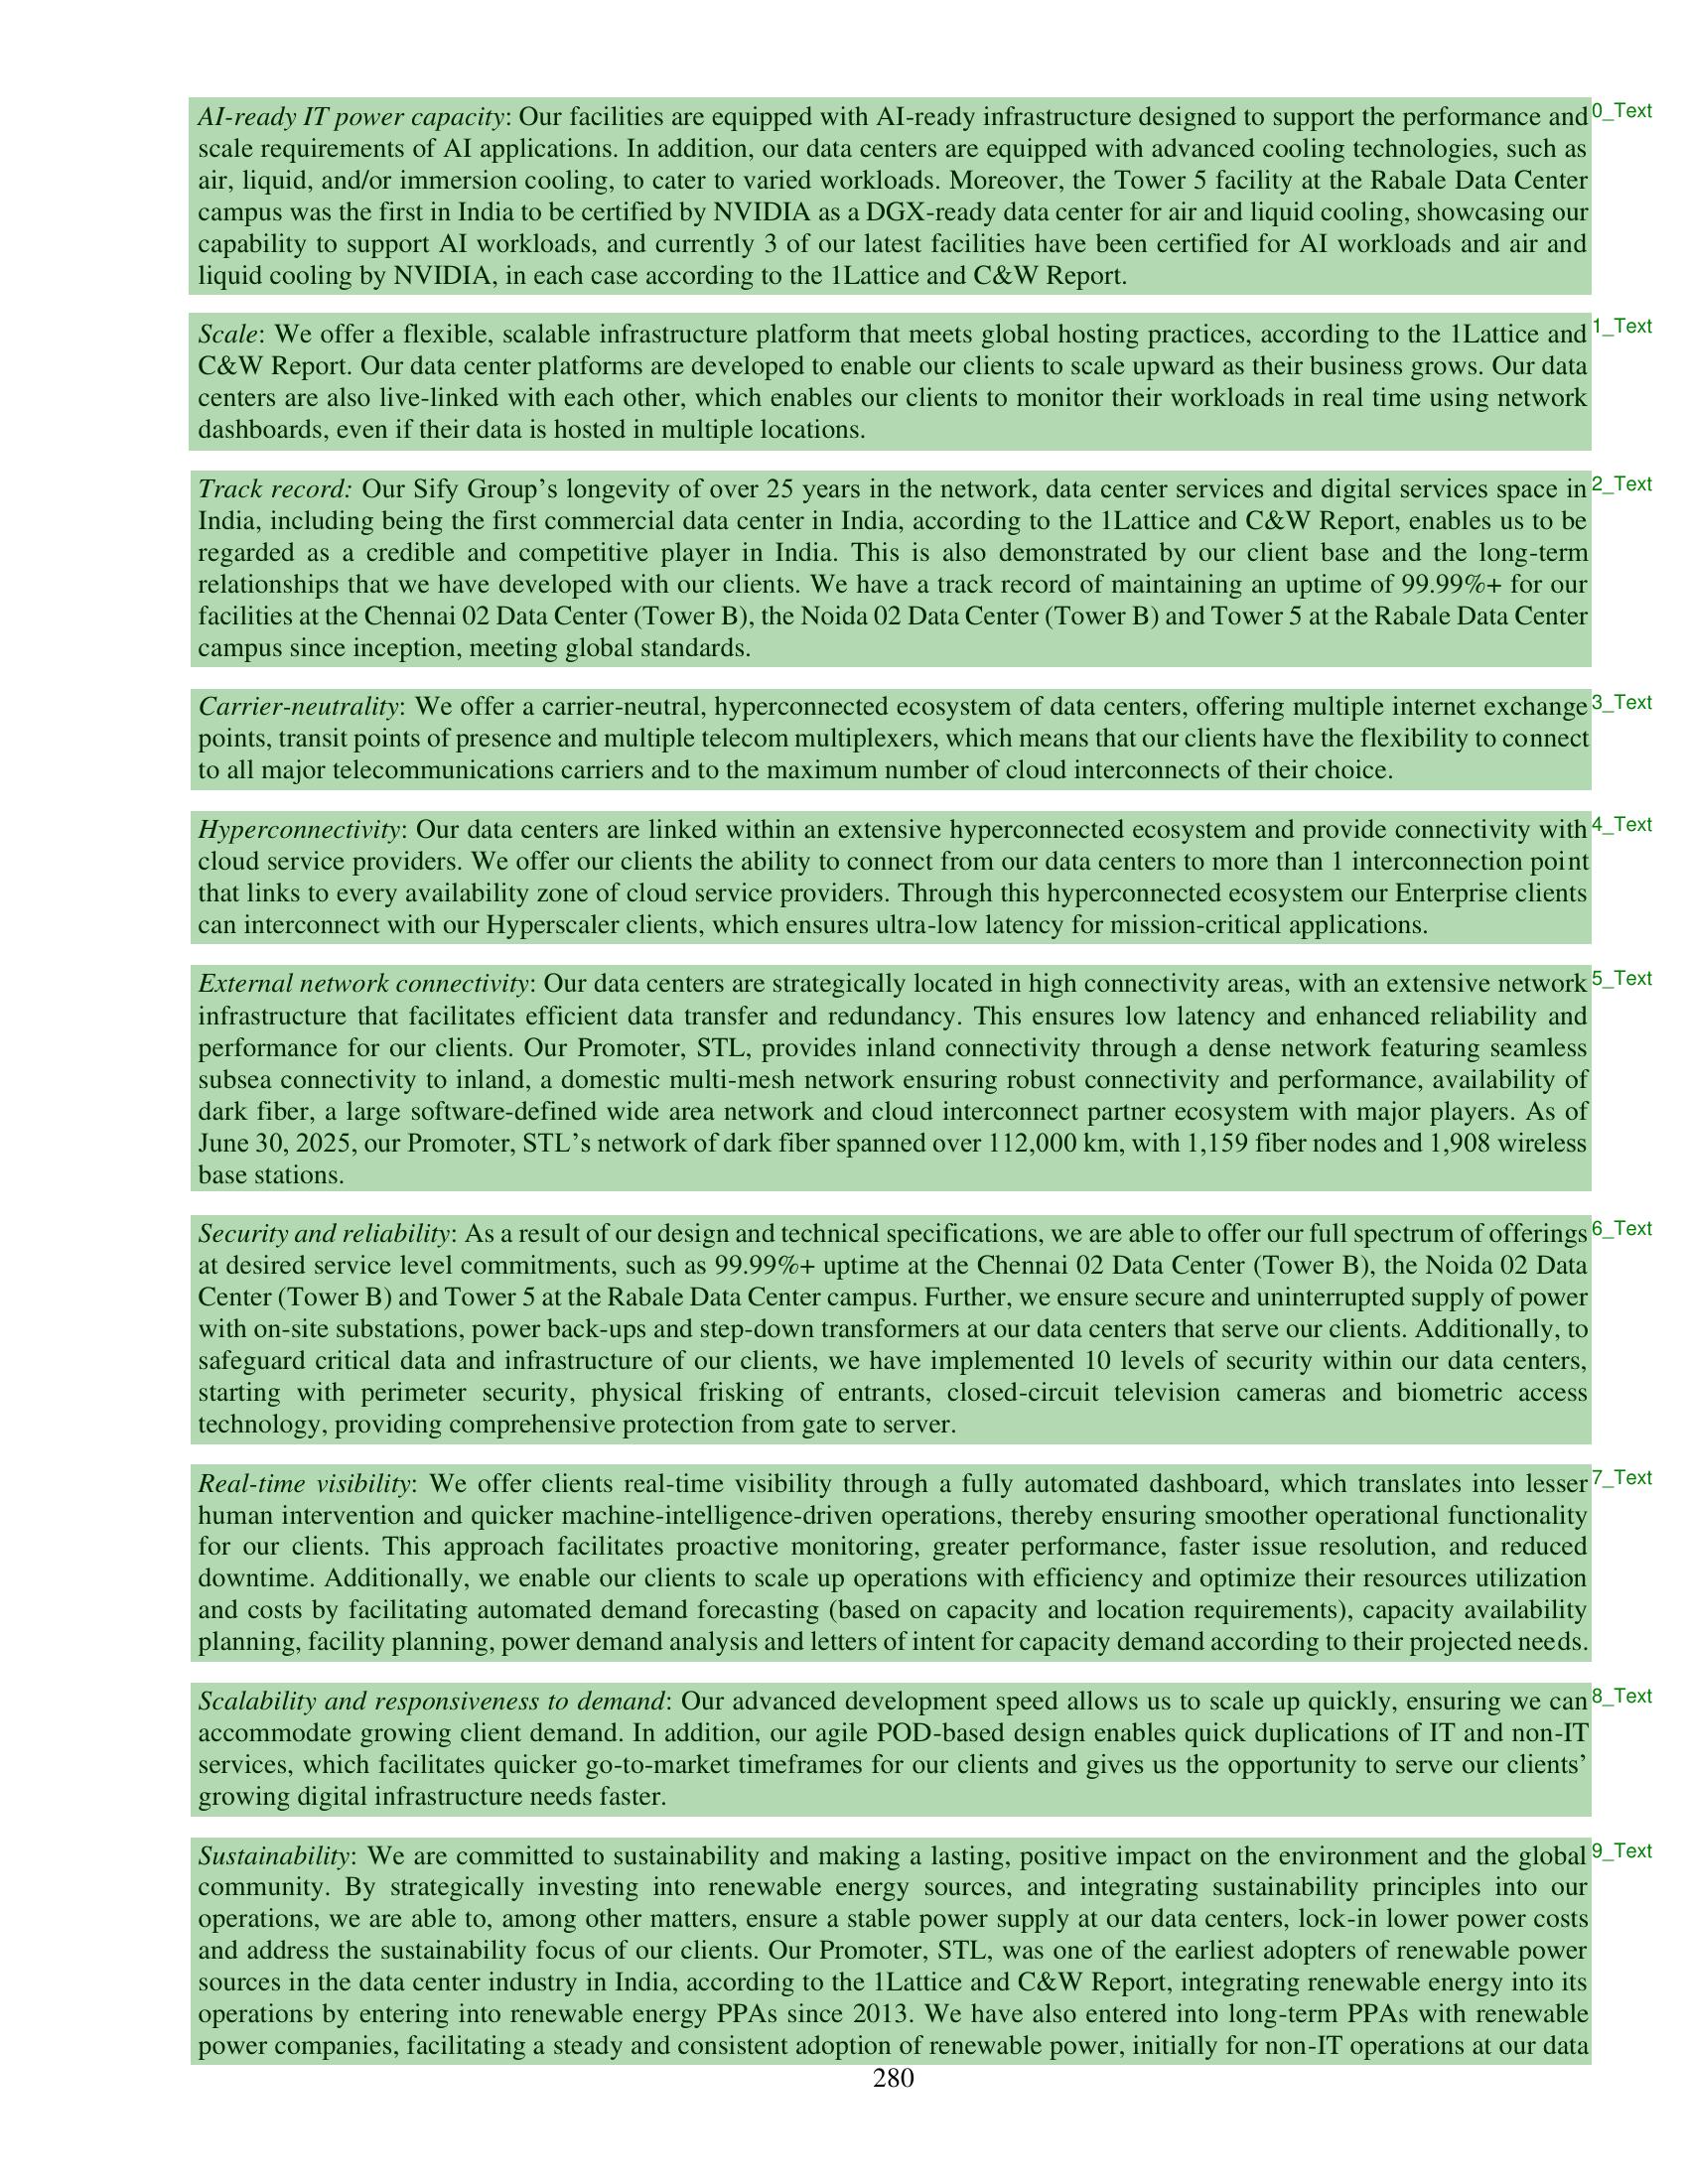 AI-ready IT power capacity: Our facilities are equipped with AI-ready infrastructure designed to support the performance and
0_Text
scale requirements of AI applications. In addition, our data centers are equipped with advanced cooling technologies, such as
air, liquid, and/or immersion cooling, to cater to varied workloads. Moreover, the Tower 5 facility at the Rabale Data Center
campus was the first in India to be certified by NVIDIA as a DGX-ready data center for air and liquid cooling, showcasing our
capability to support AI workloads, and currently 3 of our latest facilities have been certified for AI workloads and air and
liquid cooling by NVIDIA, in each case according to the 1Lattice and C&W Report.
Scale: We offer a flexible, scalable infrastructure platform that meets global hosting practices, according to the 1Lattice and
1_Text
C&W Report. Our data center platforms are developed to enable our clients to scale upward as their business grows. Our data
centers are also live-linked with each other, which enables our clients to monitor their workloads in real time using network
dashboards, even if their data is hosted in multiple locations.
Track record: Our Sify Group’s longevity of over 25 years in the network, data center services and digital services space in
2_Text
India, including being the first commercial data center in India, according to the 1Lattice and C&W Report, enables us to be
regarded as a credible and competitive player in India. This is also demonstrated by our client base and the long-term
relationships that we have developed with our clients. We have a track record of maintaining an uptime of 99.99%+ for our
facilities at the Chennai 02 Data Center (Tower B), the Noida 02 Data Center (Tower B) and Tower 5 at the Rabale Data Center
campus since inception, meeting global standards.
Carrier-neutrality: We offer a carrier-neutral, hyperconnected ecosystem of data centers, offering multiple internet exchange
3_Text
points, transit points of presence and multiple telecom multiplexers, which means that our clients have the flexibility to connect
to all major telecommunications carriers and to the maximum number of cloud interconnects of their choice.
Hyperconnectivity: Our data centers are linked within an extensive hyperconnected ecosystem and provide connectivity with
4_Text
cloud service providers. We offer our clients the ability to connect from our data centers to more than 1 interconnection point
that links to every availability zone of cloud service providers. Through this hyperconnected ecosystem our Enterprise clients
can interconnect with our Hyperscaler clients, which ensures ultra-low latency for mission-critical applications.
External network connectivity: Our data centers are strategically located in high connectivity areas, with an extensive network
5_Text
infrastructure that facilitates efficient data transfer and redundancy. This ensures low latency and enhanced reliability and
performance for our clients. Our Promoter, STL, provides inland connectivity through a dense network featuring seamless
subsea connectivity to inland, a domestic multi-mesh network ensuring robust connectivity and performance, availability of
dark fiber, a large software-defined wide area network and cloud interconnect partner ecosystem with major players. As of
June 30, 2025, our Promoter, STL’s network of dark fiber spanned over 112,000 km, with 1,159 fiber nodes and 1,908 wireless
base stations.
Security and reliability: As a result of our design and technical specifications, we are able to offer our full spectrum of offerings
6_Text
at desired service level commitments, such as 99.99%+ uptime at the Chennai 02 Data Center (Tower B), the Noida 02 Data
Center (Tower B) and Tower 5 at the Rabale Data Center campus. Further, we ensure secure and uninterrupted supply of power
with on-site substations, power back-ups and step-down transformers at our data centers that serve our clients. Additionally, to
safeguard critical data and infrastructure of our clients, we have implemented 10 levels of security within our data centers,
starting with perimeter security, physical frisking of entrants, closed-circuit television cameras and biometric access
technology, providing comprehensive protection from gate to server.
Real-time visibility: We offer clients real-time visibility through a fully automated dashboard, which translates into lesser
7_Text
human intervention and quicker machine-intelligence-driven operations, thereby ensuring smoother operational functionality
for our clients. This approach facilitates proactive monitoring, greater performance, faster issue resolution, and reduced
downtime. Additionally, we enable our clients to scale up operations with efficiency and optimize their resources utilization
and costs by facilitating automated demand forecasting (based on capacity and location requirements), capacity availability
planning, facility planning, power demand analysis and letters of intent for capacity demand according to their projected needs.
Scalability and responsiveness to demand: Our advanced development speed allows us to scale up quickly, ensuring we can
8_Text
accommodate growing client demand. In addition, our agile POD-based design enables quick duplications of IT and non-IT
services, which facilitates quicker go-to-market timeframes for our clients and gives us the opportunity to serve our clients’
growing digital infrastructure needs faster.
Sustainability: We are committed to sustainability and making a lasting, positive impact on the environment and the global
9_Text
community. By strategically investing into renewable energy sources, and integrating sustainability principles into our
operations, we are able to, among other matters, ensure a stable power supply at our data centers, lock-in lower power costs
and address the sustainability focus of our clients. Our Promoter, STL, was one of the earliest adopters of renewable power
sources in the data center industry in India, according to the 1Lattice and C&W Report, integrating renewable energy into its
operations by entering into renewable energy PPAs since 2013. We have also entered into long-term PPAs with renewable
power companies, facilitating a steady and consistent adoption of renewable power, initially for non-IT operations at our data
280